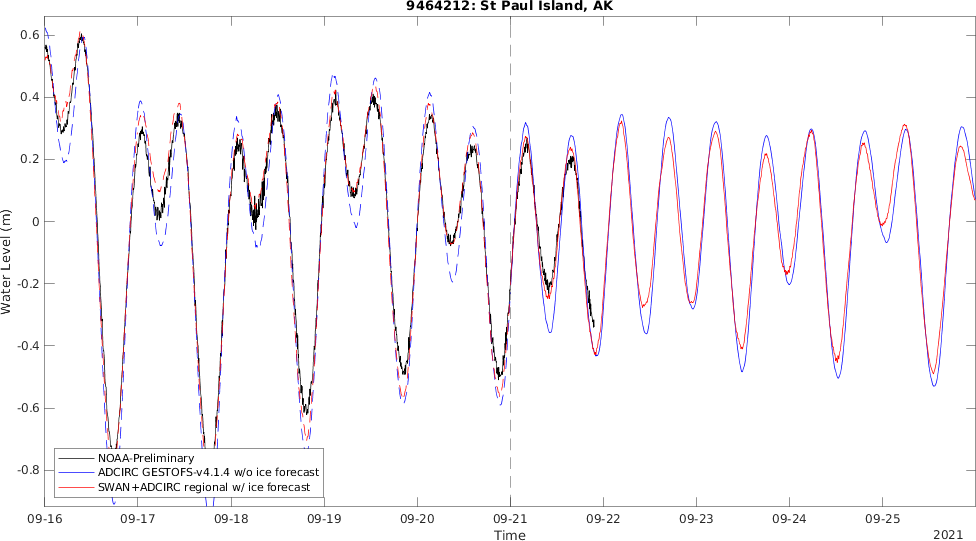 9464212: St Paul Island, AK
0.6
0.4
0.2
0
-0.2
-0.4
-0.6
-0.8
Water Level (m)
NOAA-Preliminary
ADCIRC GESTOFS-v4.1.4 w/o ice forecast
SWAN+ADCIRC regional w/ ice forecast
09-16 09-17 09-18 09-19 09-20 09-21 09-22 09-23 09-24 09-25
Time
2021